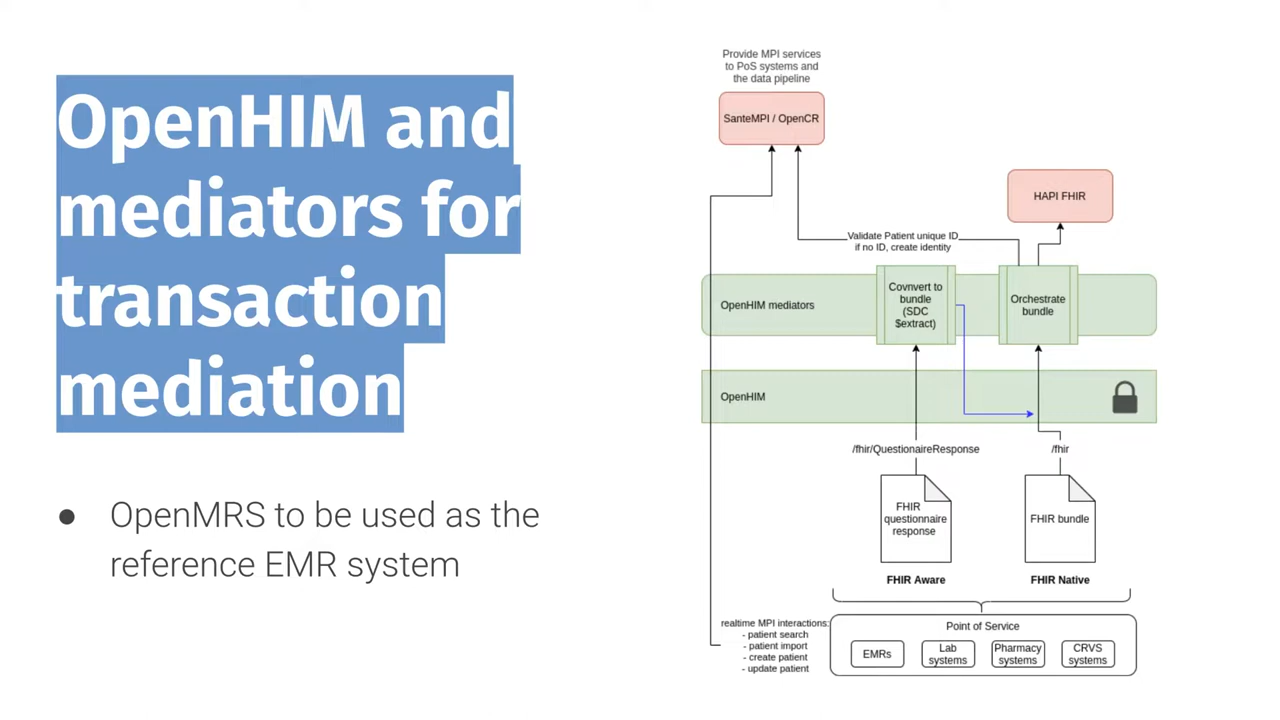 OpenHIM and
mediators for
transaction
mediation
● OpenMRS to be used as the
reference EMR system
Provide MPI services
to PoS systems and
the data pipeline
SanteMPI / OpenCR
HAPI FHIR
Validate Patient unique ID
if no ID, create identity
OpenHIM mediators
Covnvert to
bundle
(SDC
$extract)
Orchestrate
bundle
OpenHIM
/fhir/QuestionaireResponse
/fhir
FHIR
questionnaire
response
FHIR bundle
FHIR Aware
FHIR Native
realtime MPI interactions:
- patient search
- patient import
- create patient
- update patient
Point of Service
EMRs
Lab
systems
Pharmacy
systems
CRVS
systems